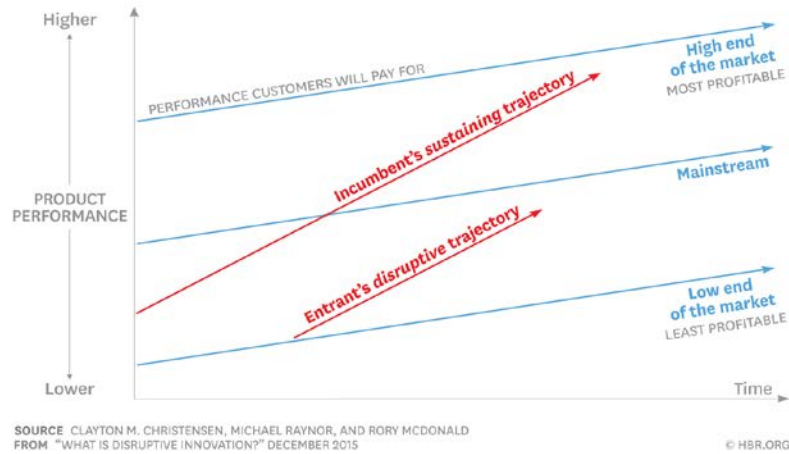 Higher
PERFORMANCE CUSTOMERS WILL PAY FOR
High end
of the market
MOST PROFITABLE
Incumbent's sustaining trajectory
Mainstream
PRODUCT
PERFORMANCE
Entrant's disruptive trajectory
Low end
of the market
LEAST PROFITABLE
Lower
Time
SOURCE CLAYTON M. CHRISTENSEN, MICHAEL RAYNOR, AND RORY MCDONALD
FROM "WHAT IS DISRUPTIVE INNOVATION?" DECEMBER 2015
© HBR.ORG